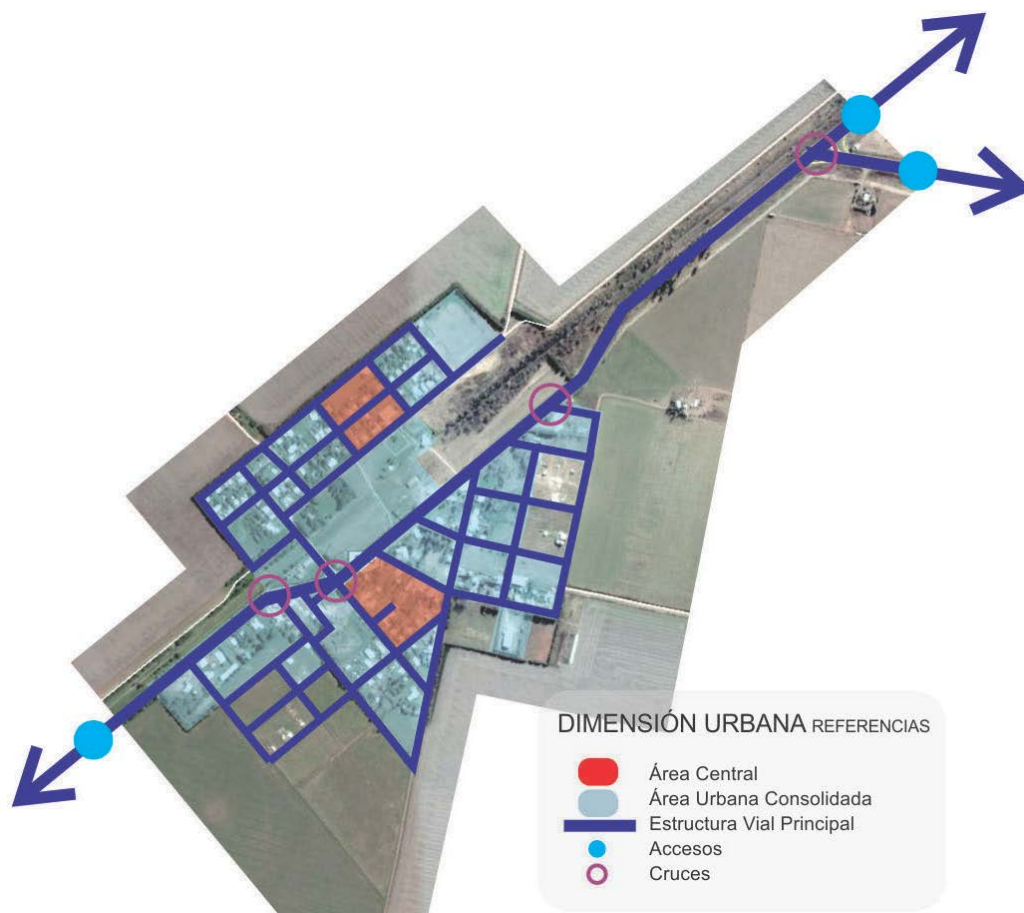 DIMENSIÓN URBANA REFERENCIAS
Área Central
Área Urbana Consolidada
Estructura Vial Principal
Accesos
Cruces